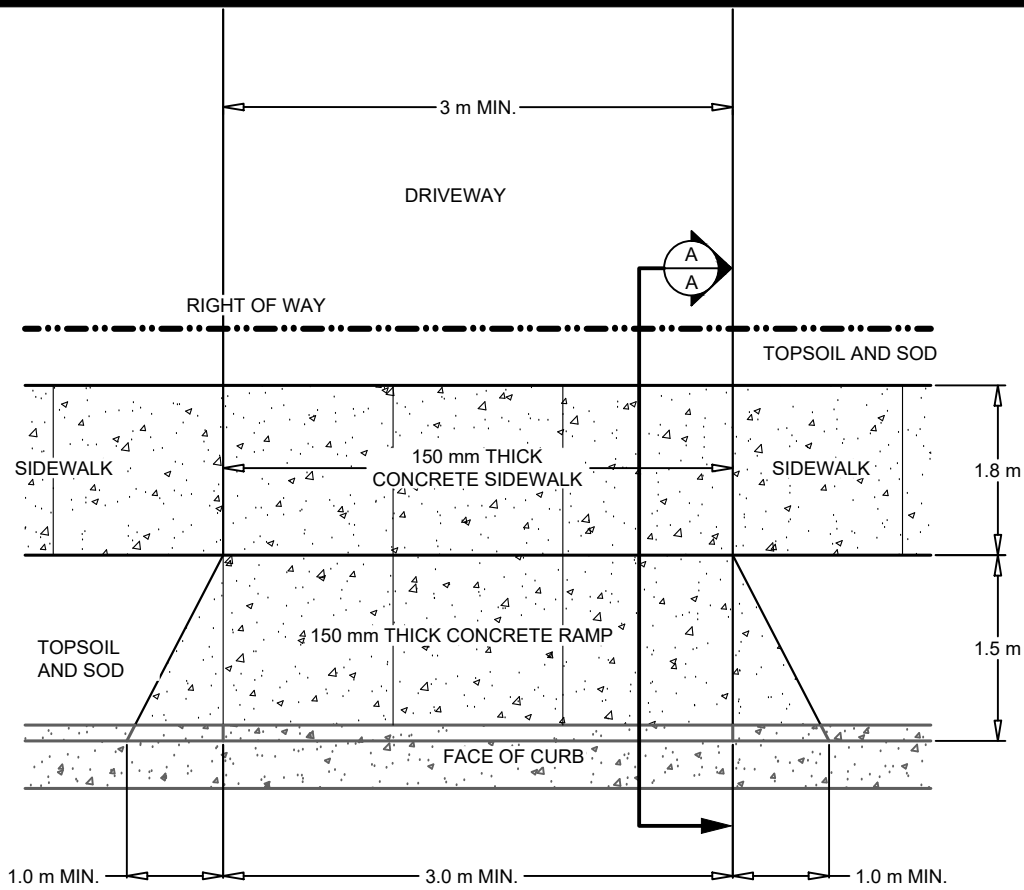 3 m MIN.
DRIVEWAY
A
A
RIGHT OF WAY
TOPSOIL AND SOD
SIDEWALK
150 mm THICK
CONCRETE SIDEWALK
SIDEWALK
1.8 m
TOPSOIL
AND SOD
150 mm THICK CONCRETE RAMP
1.5 m
FACE OF CURB
1.0 m MIN.
3.0 m MIN.
1.0 m MIN.